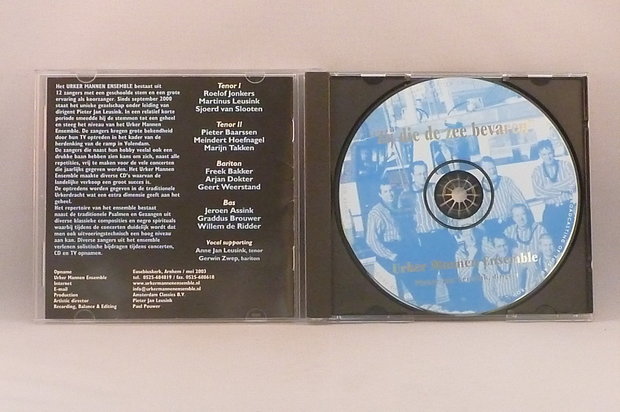 Het URKER MANNEN ENSEMBLE bestaat uit
12 zangers met een geschoolde stem en een grote
ervaring als koorzanger. Sinds september 2000
staat het unieke gezelschap onder leiding van
dirigent Pieter Jan Leusink. In een relatief korte
periode smeedde hij de stemmen tot een geheel
en steeg het niveau van het Urker Mannen
Ensemble. De zangers kregen grote bekendheid
door hun TV optreden in het kader van de
herdenking van de ramp in Volendam.
De zangers die naast hun hobby veelal ook een
drukke baan hebben zien kans om zich, naast alle
repetities, vrij te maken voor de vele concerten
die jaarlijks gegeven worden. Het Urker Mannen
Ensemble maakte diverse CD's waarvan de
landelijke verkoop een groot succes is.
De optredens worden gegeven in de traditionele
Urkerdracht wat een extra dimensie geeft aan het
geheel.
Het repertoire van het ensemble bestaat
naast de traditionele Psalmen en Gezangen uit
diverse klassieke composities en negro spirituals
waarbij tijdens de concerten duidelijk wordt dat
men ook uitvoeringstechnisch een hoog niveau
aan kan. Diverse zangers uit het ensemble
verlenen solistische bijdragen tijdens concerten,
CD en TV opnamen.
Tenor I
Roelof Jonkers
Martinus Leusink
Sjoerd van Slooten
Tenor II
Pieter Baarssen
Meindert Hoefnagel
Marijn Takken
Bariton
Freek Bakker
Arjan Dokter
Geert Weerstand
Bas
Jeroen Assink
Graddus Brouwer
Willem de Ridder
Vocal supporting
Anne Jan Leusink, tenor
Gerwin Zwep, bariton
Opname Eusebiuskerk, Arnhem / mei 2003
Urker Mannen Ensemble tel. 0525-684819 / fax. 0525-680618
Internet www.urkermannenensemble.nl
E-mail info@urkermannenensemble.nl
Production Amsterdam Classics B.V.
Artistic director Pieter Jan Leusink
Recording, Balance & Editing Paul Pouwer
die de zee bevaren
Urker Mannen Ensemble